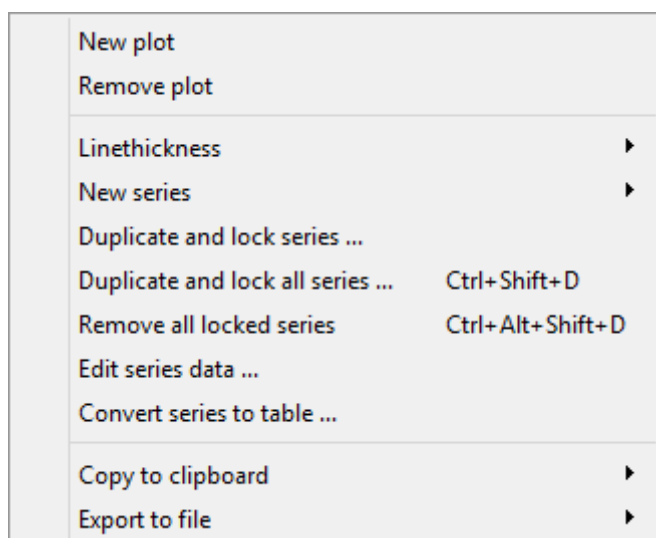 New plot
Remove plot
Linethickness
New series
Duplicate and lock series ...
Duplicate and lock all series ... Ctrl+Shift+D
Remove all locked series Ctrl+Alt+Shift+D
Edit series data ...
Convert series to table ...
Copy to clipboard
Export to file